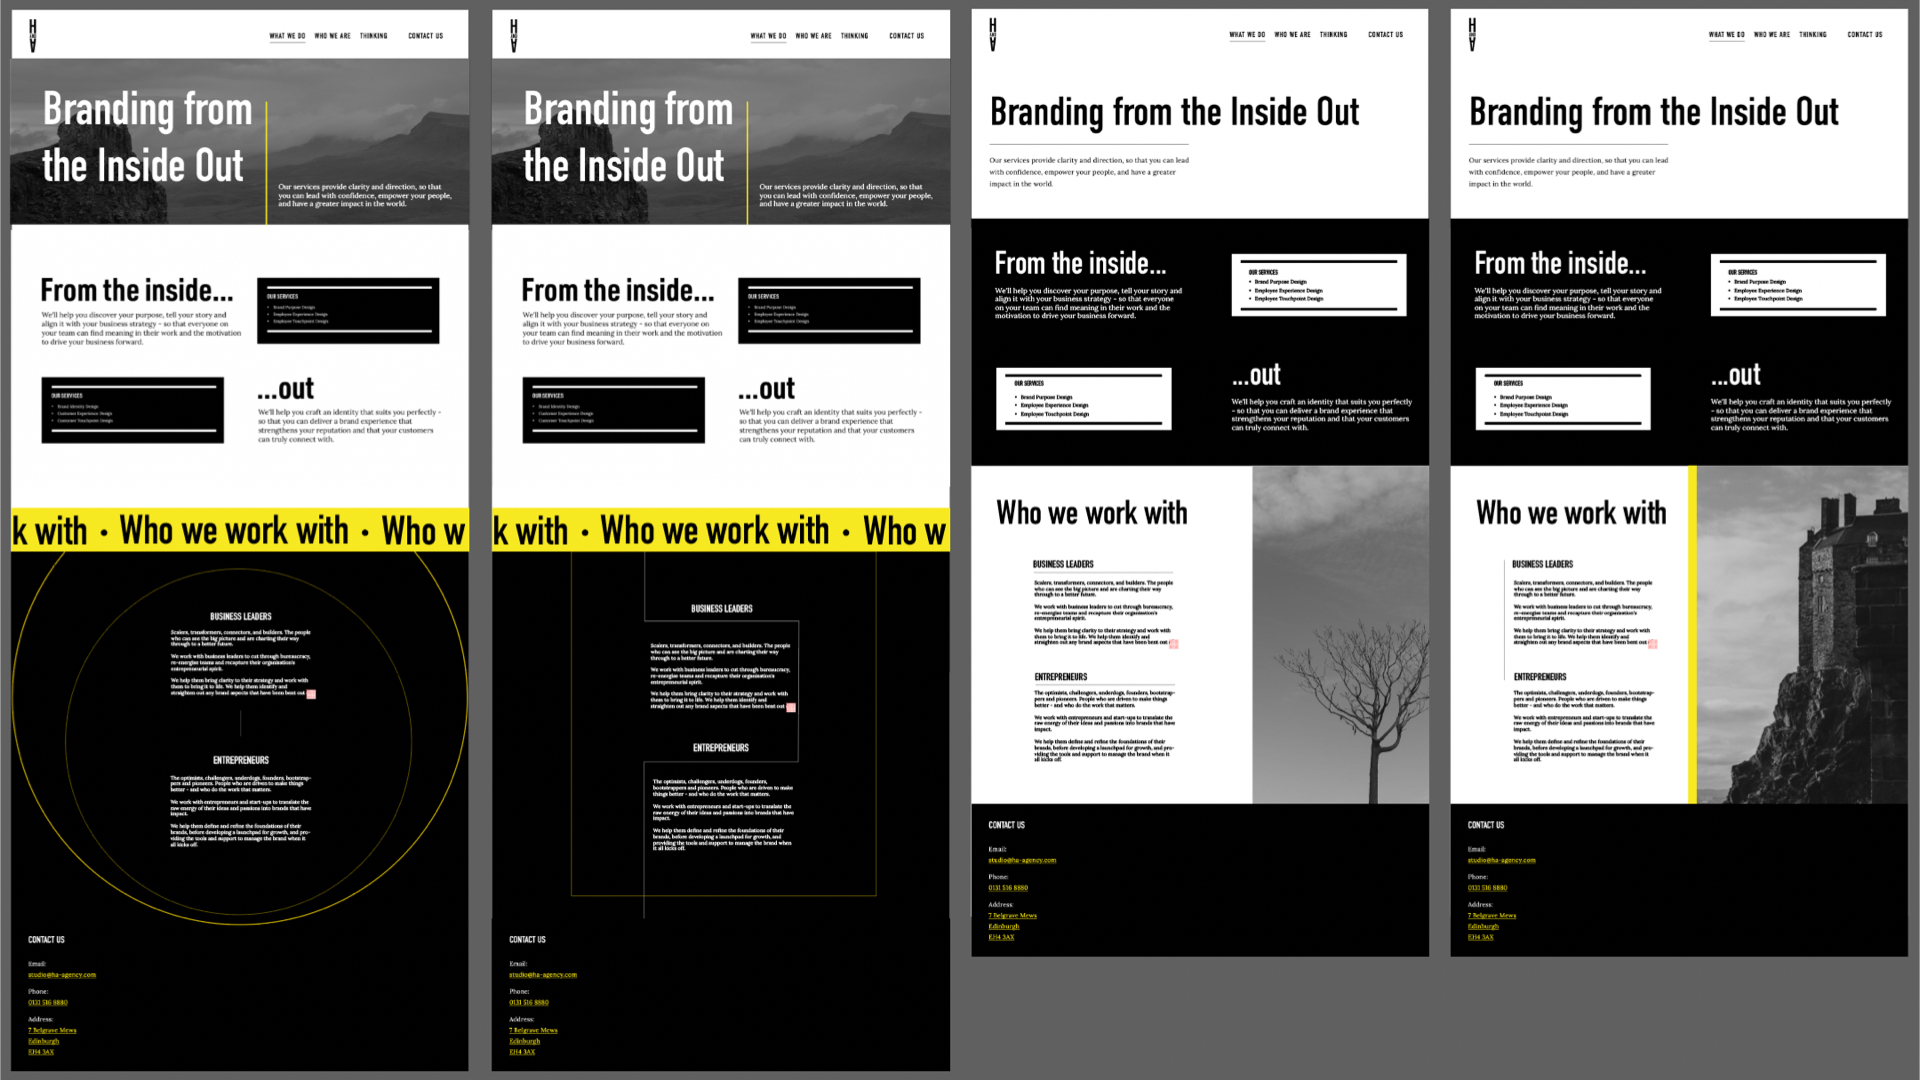 H
A
WHAT WE DO WHO WE ARE THINKING CONTACT US
Branding from
the Inside Out
Our services provide clarity and direction, so that
you can lead with confidence, empower your people,
and have a greater impact in the world.
From the inside...
We'll help you discover your purpose, tell your story and
align it with your business strategy - so that everyone on
your team can find meaning in their work and the motivation
to drive your business forward.
OUR SERVICES
• Brand Purpose Design
• Employee Experience Design
• Employee Touchpoint Design
OUR SERVICES
• Brand Identity Design
• Customer Experience Design
• Customer Touchpoint Design
...out
We'll help you craft an identity that suits you perfectly -
so that you can deliver a brand experience that
strengthens your reputation and that your customers
can truly connect with.
k with • Who we work with • Who w
BUSINESS LEADERS
Scalers, transformers, connectors, and builders. The people
who can see the big picture and are charting their way
through to a better future.
We work with business leaders to cut through bureaucracy,
re-energise teams and recapture their organisation's
entrepreneurial spirit.
We help them bring clarity to their strategy and work with
them to bring it to life. We help them identify and
straighten out any brand aspects that have been bent out
ENTREPRENEURS
The optimists, challengers, underdogs, founders, bootstrap-
pers and pioneers. People who are driven to make things
better - and who do the work that matters.
We work with entrepreneurs and start-ups to translate the
raw energy of their ideas and passions into brands that have
impact.
We help them define and refine the foundations of their
brands, before developing a launchpad for growth, and pro-
viding the tools and support to manage the brand when it
all kicks off.
CONTACT US
Email:
studio@ha-agency.com
Phone:
0131 516 8880
Address:
7 Belgrave Mews
Edinburgh
EH4 3AX
H
A
WHAT WE DO WHO WE ARE THINKING CONTACT US
Branding from
the Inside Out
Our services provide clarity and direction, so that
you can lead with confidence, empower your people,
and have a greater impact in the world.
From the inside...
We'll help you discover your purpose, tell your story and
align it with your business strategy - so that everyone on
your team can find meaning in their work and the motivation
to drive your business forward.
OUR SERVICES
• Brand Purpose Design
• Employee Experience Design
• Employee Touchpoint Design
OUR SERVICES
• Brand Identity Design
• Customer Experience Design
• Customer Touchpoint Design
...out
We'll help you craft an identity that suits you perfectly -
so that you can deliver a brand experience that
strengthens your reputation and that your customers
can truly connect with.
k with • Who we work with • Who w
BUSINESS LEADERS
Scalers, transformers, connectors, and builders. The people
who can see the big picture and are charting their way
through to a better future.
We work with business leaders to cut through bureaucracy,
re-energise teams and recapture their organisation's
entrepreneurial spirit.
We help them bring clarity to their strategy and work with
them to bring it to life. We help them identify and
straighten out any brand aspects that have been bent out
ENTREPRENEURS
The optimists, challengers, underdogs, founders,
bootstrappers and pioneers. People who are driven to make
things better - and who do the work that matters.
We work with entrepreneurs and start-ups to translate the
raw energy of their ideas and passions into brands that have
impact.
We help them define and refine the foundations of their
brands, before developing a launchpad for growth, and
providing the tools and support to manage the brand when
it all kicks off.
CONTACT US
Email:
studio@ha-agency.com
Phone:
0131 516 8880
Address:
7 Belgrave Mews
Edinburgh
EH4 3AX
H
A
WHAT WE DO WHO WE ARE THINKING CONTACT US
Branding from the Inside Out
Our services provide clarity and direction, so that you can lead
with confidence, empower your people, and have a greater
impact in the world.
From the inside...
We'll help you discover your purpose, tell your story and
align it with your business strategy - so that everyone
on your team can find meaning in their work and the
motivation to drive your business forward.
OUR SERVICES
• Brand Purpose Design
• Employee Experience Design
• Employee Touchpoint Design
OUR SERVICES
• Brand Purpose Design
• Employee Experience Design
• Employee Touchpoint Design
...out
We'll help you craft an identity that suits you perfectly
- so that you can deliver a brand experience that
strengthens your reputation and that your customers
can truly connect with.
Who we work with
BUSINESS LEADERS
Scalers, transformers, connectors, and builders. The people
who can see the big picture and are charting their way
through to a better future.
We work with business leaders to cut through bureaucracy,
re-energise teams and recapture their organisation's
entrepreneurial spirit.
We help them bring clarity to their strategy and work with
them to bring it to life. We help them identify and
straighten out any brand aspects that have been bent out
ENTREPRENEURS
The optimists, challengers, underdogs, founders, bootstrap-
pers and pioneers. People who are driven to make things
better - and who do the work that matters.
We work with entrepreneurs and start-ups to translate the
raw energy of their ideas and passions into brands that have
impact.
We help them define and refine the foundations of their
brands, before developing a launchpad for growth, and pro-
viding the tools and support to manage the brand when it
all kicks off.
CONTACT US
Email:
studio@ha-agency.com
Phone:
0131 516 8880
Address:
7 Belgrave Mews
Edinburgh
EH4 3AX
H
A
WHAT WE DO WHO WE ARE THINKING CONTACT US
Branding from the Inside Out
Our services provide clarity and direction, so that you can lead
with confidence, empower your people, and have a greater
impact in the world.
From the inside...
We'll help you discover your purpose, tell your story and
align it with your business strategy - so that everyone
on your team can find meaning in their work and the
motivation to drive your business forward.
OUR SERVICES
• Brand Purpose Design
• Employee Experience Design
• Employee Touchpoint Design
OUR SERVICES
• Brand Purpose Design
• Employee Experience Design
• Employee Touchpoint Design
...out
We'll help you craft an identity that suits you perfectly
- so that you can deliver a brand experience that
strengthens your reputation and that your customers
can truly connect with.
Who we work with
BUSINESS LEADERS
Scalers, transformers, connectors, and builders. The people
who can see the big picture and are charting their way
through to a better future.
We work with business leaders to cut through bureaucracy,
re-energise teams and recapture their organisation's
entrepreneurial spirit.
We help them bring clarity to their strategy and work with
them to bring it to life. We help them identify and
straighten out any brand aspects that have been bent out
ENTREPRENEURS
The optimists, challengers, underdogs, founders, bootstrap-
pers and pioneers. People who are driven to make things
better - and who do the work that matters.
We work with entrepreneurs and start-ups to translate the
raw energy of their ideas and passions into brands that have
impact.
We help them define and refine the foundations of their
brands, before developing a launchpad for growth, and pro-
viding the tools and support to manage the brand when it
all kicks off.
CONTACT US
Email:
studio@ha-agency.com
Phone:
0131 516 8880
Address:
7 Belgrave Mews
Edinburgh
EH4 3AX